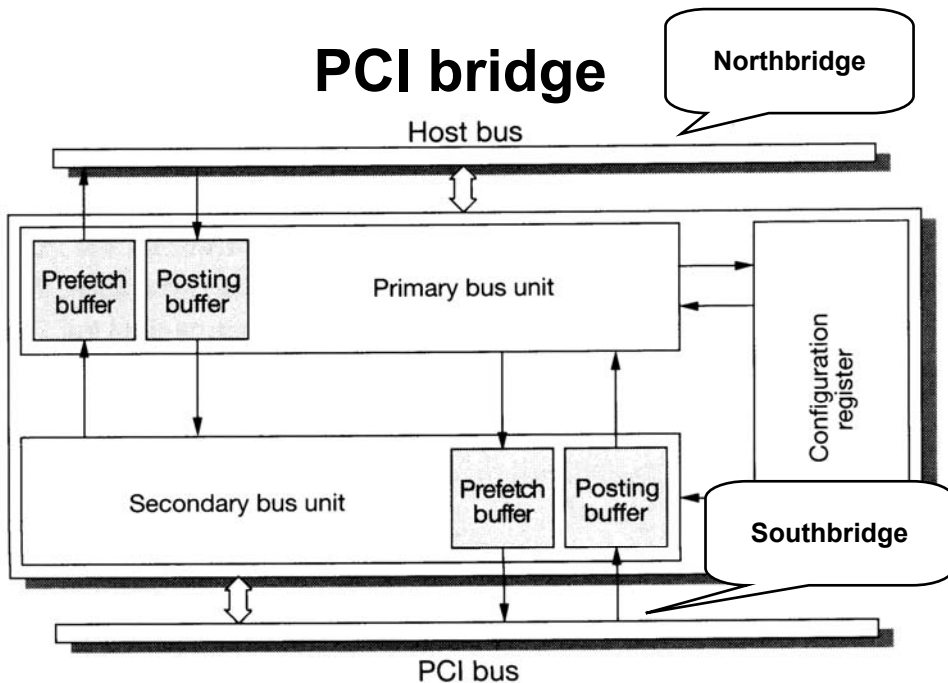 PCI bridge
Northbridge
Host bus
Prefetch
buffer
Posting
buffer
Primary bus unit
Configuration
register
Secondary bus unit
Prefetch
buffer
Posting
buffer
Southbridge
PCI bus